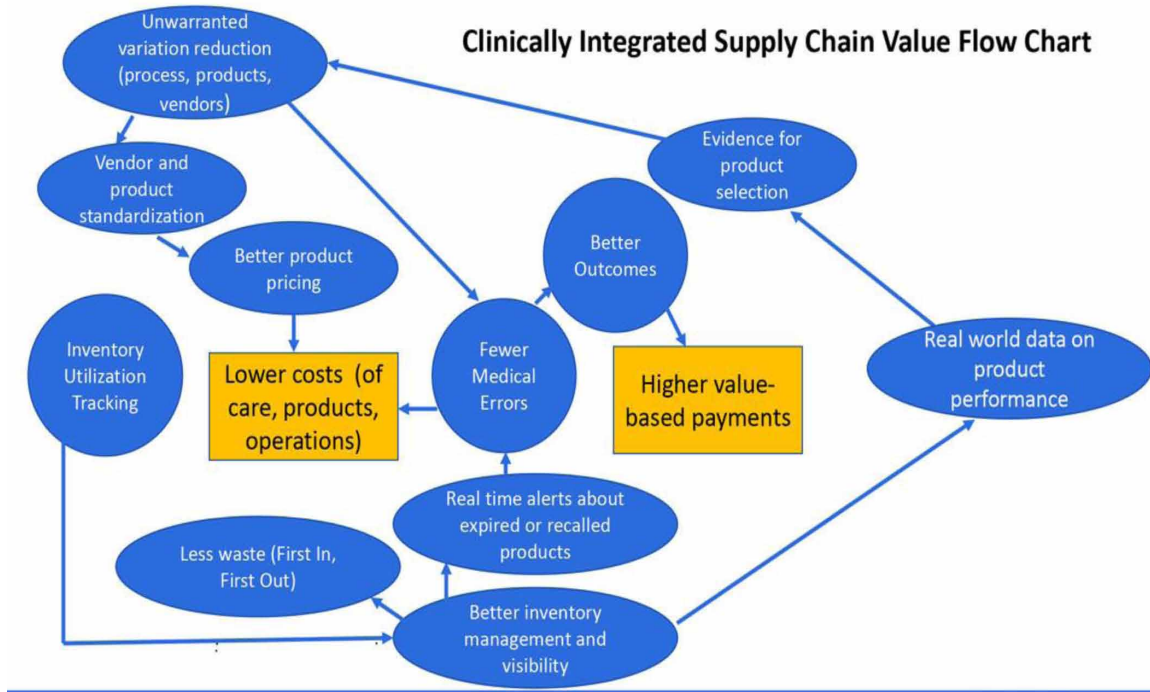 Clinically Integrated Supply Chain Value Flow Chart
Unwarranted
variation reduction
(process, products,
vendors)
Evidence for
product
selection
Vendor and
product
standardization
Better
Outcomes
Better product
pricing
Inventory
Utilization
Tracking
Lower costs (of
care, products,
operations)
Fewer
Medical
Errors
Higher value-
based payments
Real world data on
product
performance
Real time alerts about
expired or recalled
products
Less waste (First In,
First Out)
Better inventory
management and
visibility